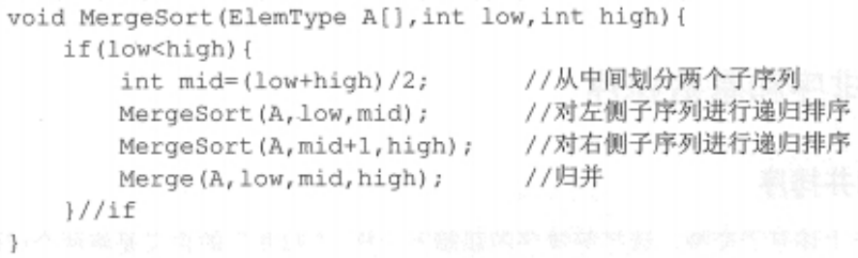 void MergeSort(ElemType A[],int low,int high){
if(low<high){
int mid=(low+high)/2; //从中间划分两个子序列
MergeSort(A,low,mid); //对左侧子序列进行递归排序
MergeSort(A,mid+1,high); //对右侧子序列进行递归排序
Merge(A,low,mid,high); //归并
}//if
}